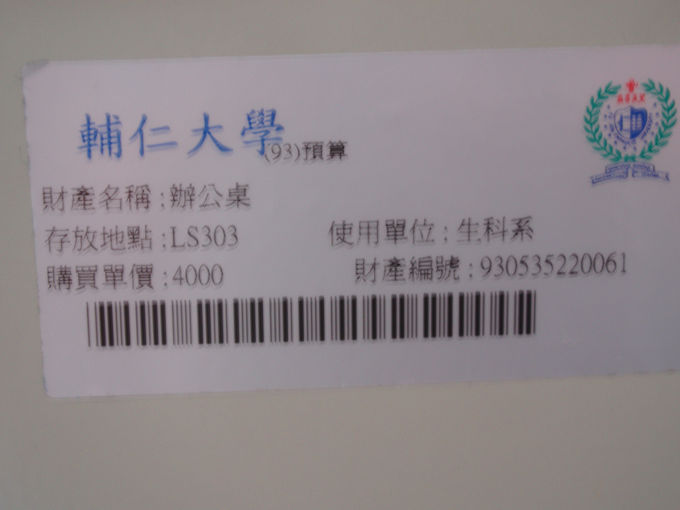 輔仁大學(93)預算
財產名稱:辦公桌
存放地點:LS303 使用單位:生科系
購買單價:4000 財產編號:930535220061